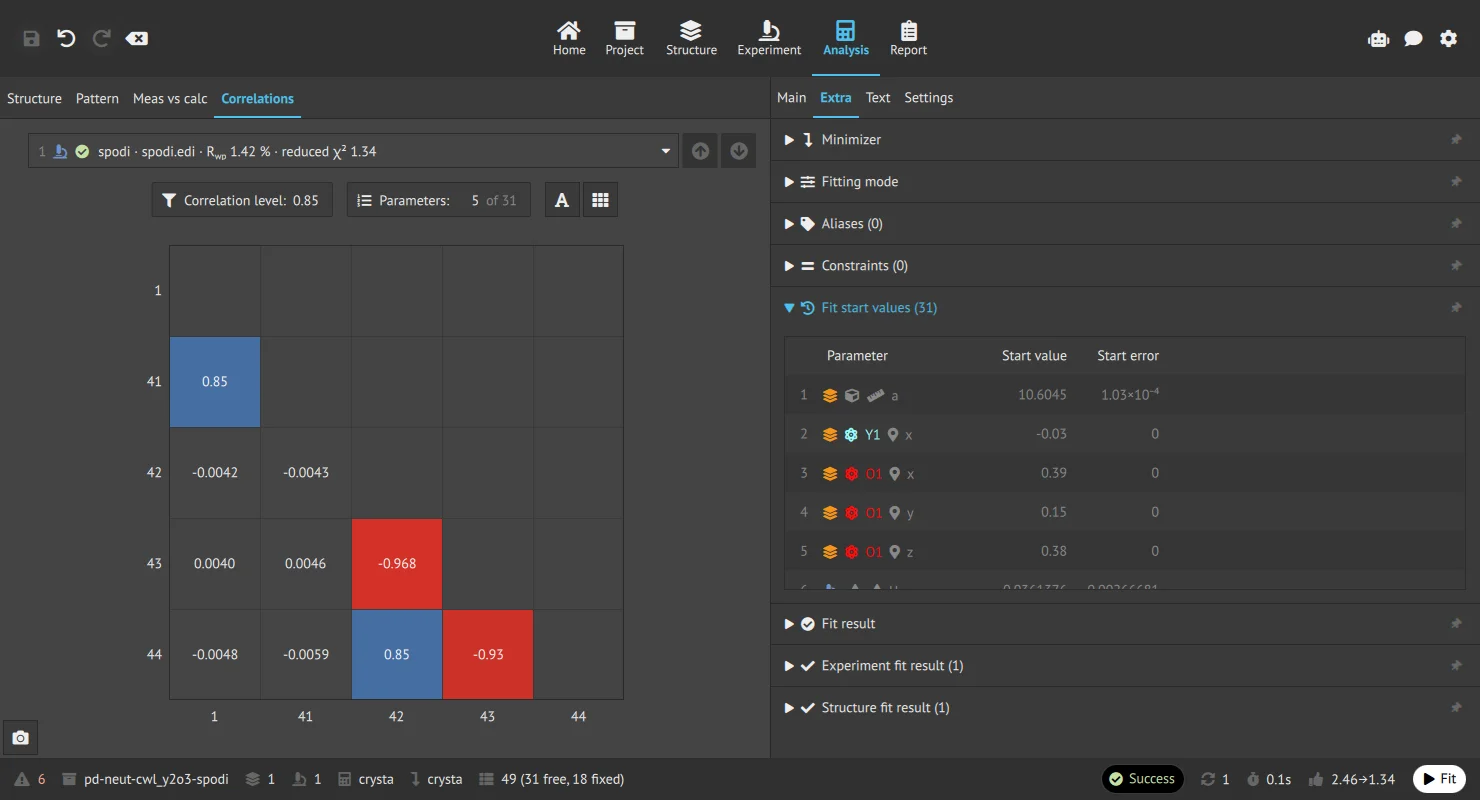 Home Project Structure Experiment Analysis Report
Structure Pattern Meas vs calc Correlations
Main Extra Text Settings
1 spodi · spodi.edi · Rwp 1.42 % · reduced χ² 1.34
Correlation level: 0.85 Parameters: 5 of 31 A
1
41 0.85
42 -0.0042 -0.0043
43 0.0040 0.0046 -0.968
44 -0.0048 -0.0059 0.85 -0.93
1 41 42 43 44
Minimizer
Fitting mode
Aliases (0)
Constraints (0)
Fit start values (31)
Parameter Start value Start error
1 a 10.6045 1.03×10⁻⁴
2 Y1 x -0.03 0
3 O1 x 0.39 0
4 O1 y 0.15 0
5 O1 z 0.38 0
Fit result
Experiment fit result (1)
Structure fit result (1)
6 pd-neut-cwl_y2o3-spodi 1 1 crysta crysta 49 (31 free, 18 fixed) Success 1 0.1s 2.46→1.34 Fit